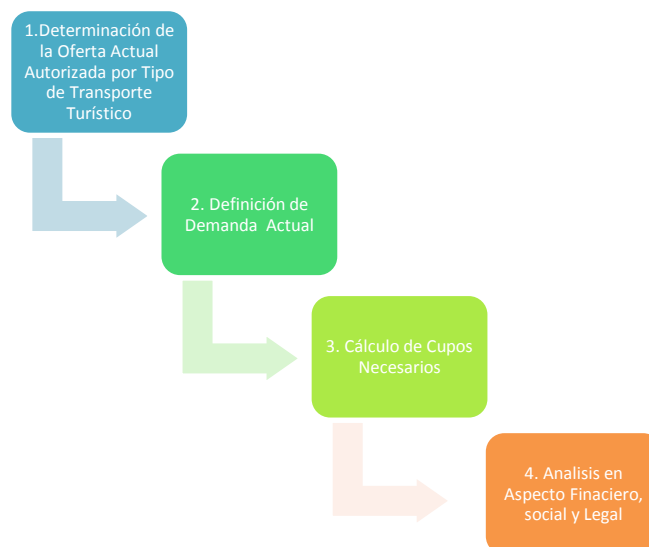 1.Determinación de
la Oferta Actual
Autorizada por Tipo
de Transporte
Turístico
2. Definición de
Demanda Actual
3. Cálculo de Cupos
Necesarios
4. Analisis en
Aspecto Finaciero,
social y Legal